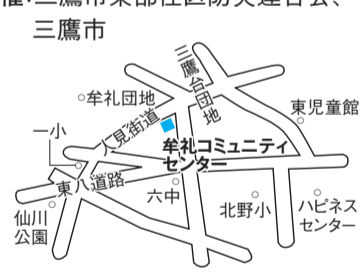 催:三鷹市東部住区防災連合会、
三鷹市
三鷹台団地
牟礼団地
人見街道
東児童館
一小
牟礼コミュニティ
センター
東八道路
六中
北野小
ハピネス
センター
仙川
公園